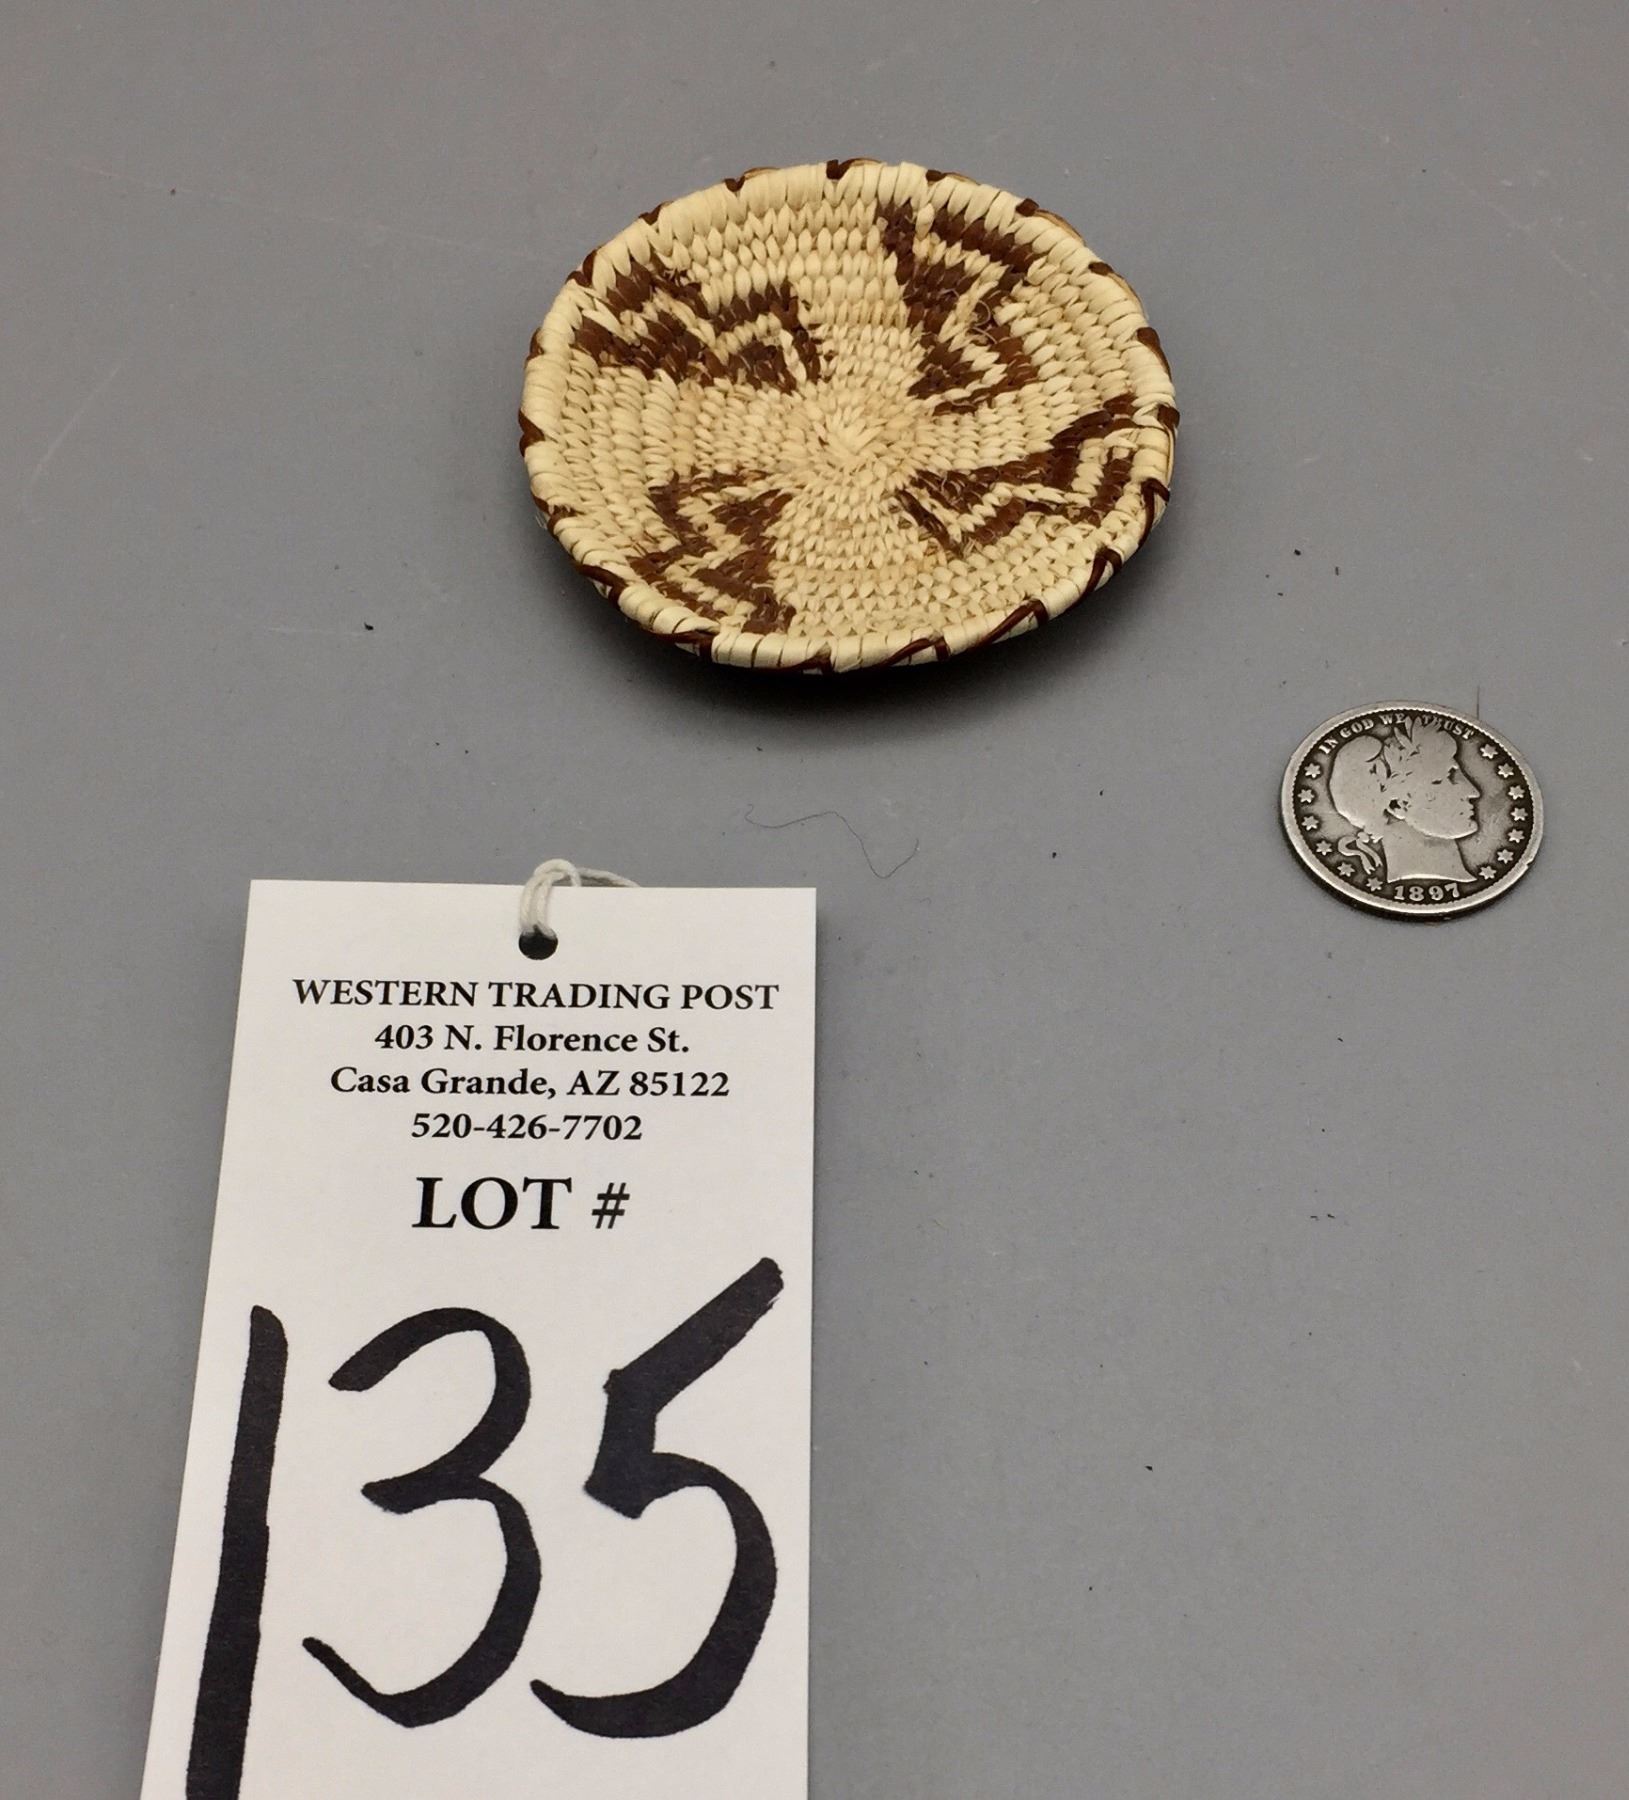 IN GOD WE TRUST
1897
WESTERN TRADING POST
403 N. Florence St.
Casa Grande, AZ 85122
520-426-7702
LOT #
135